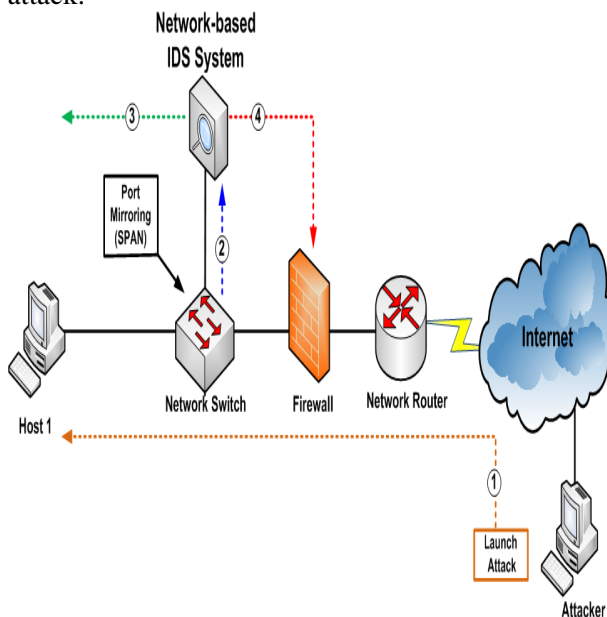 attack.
Network-based
IDS System
3
4
Port
Mirroring
(SPAN)
2
Internet
Network Switch
Firewall
Network Router
Host 1
1
Launch
Attack
Attacker